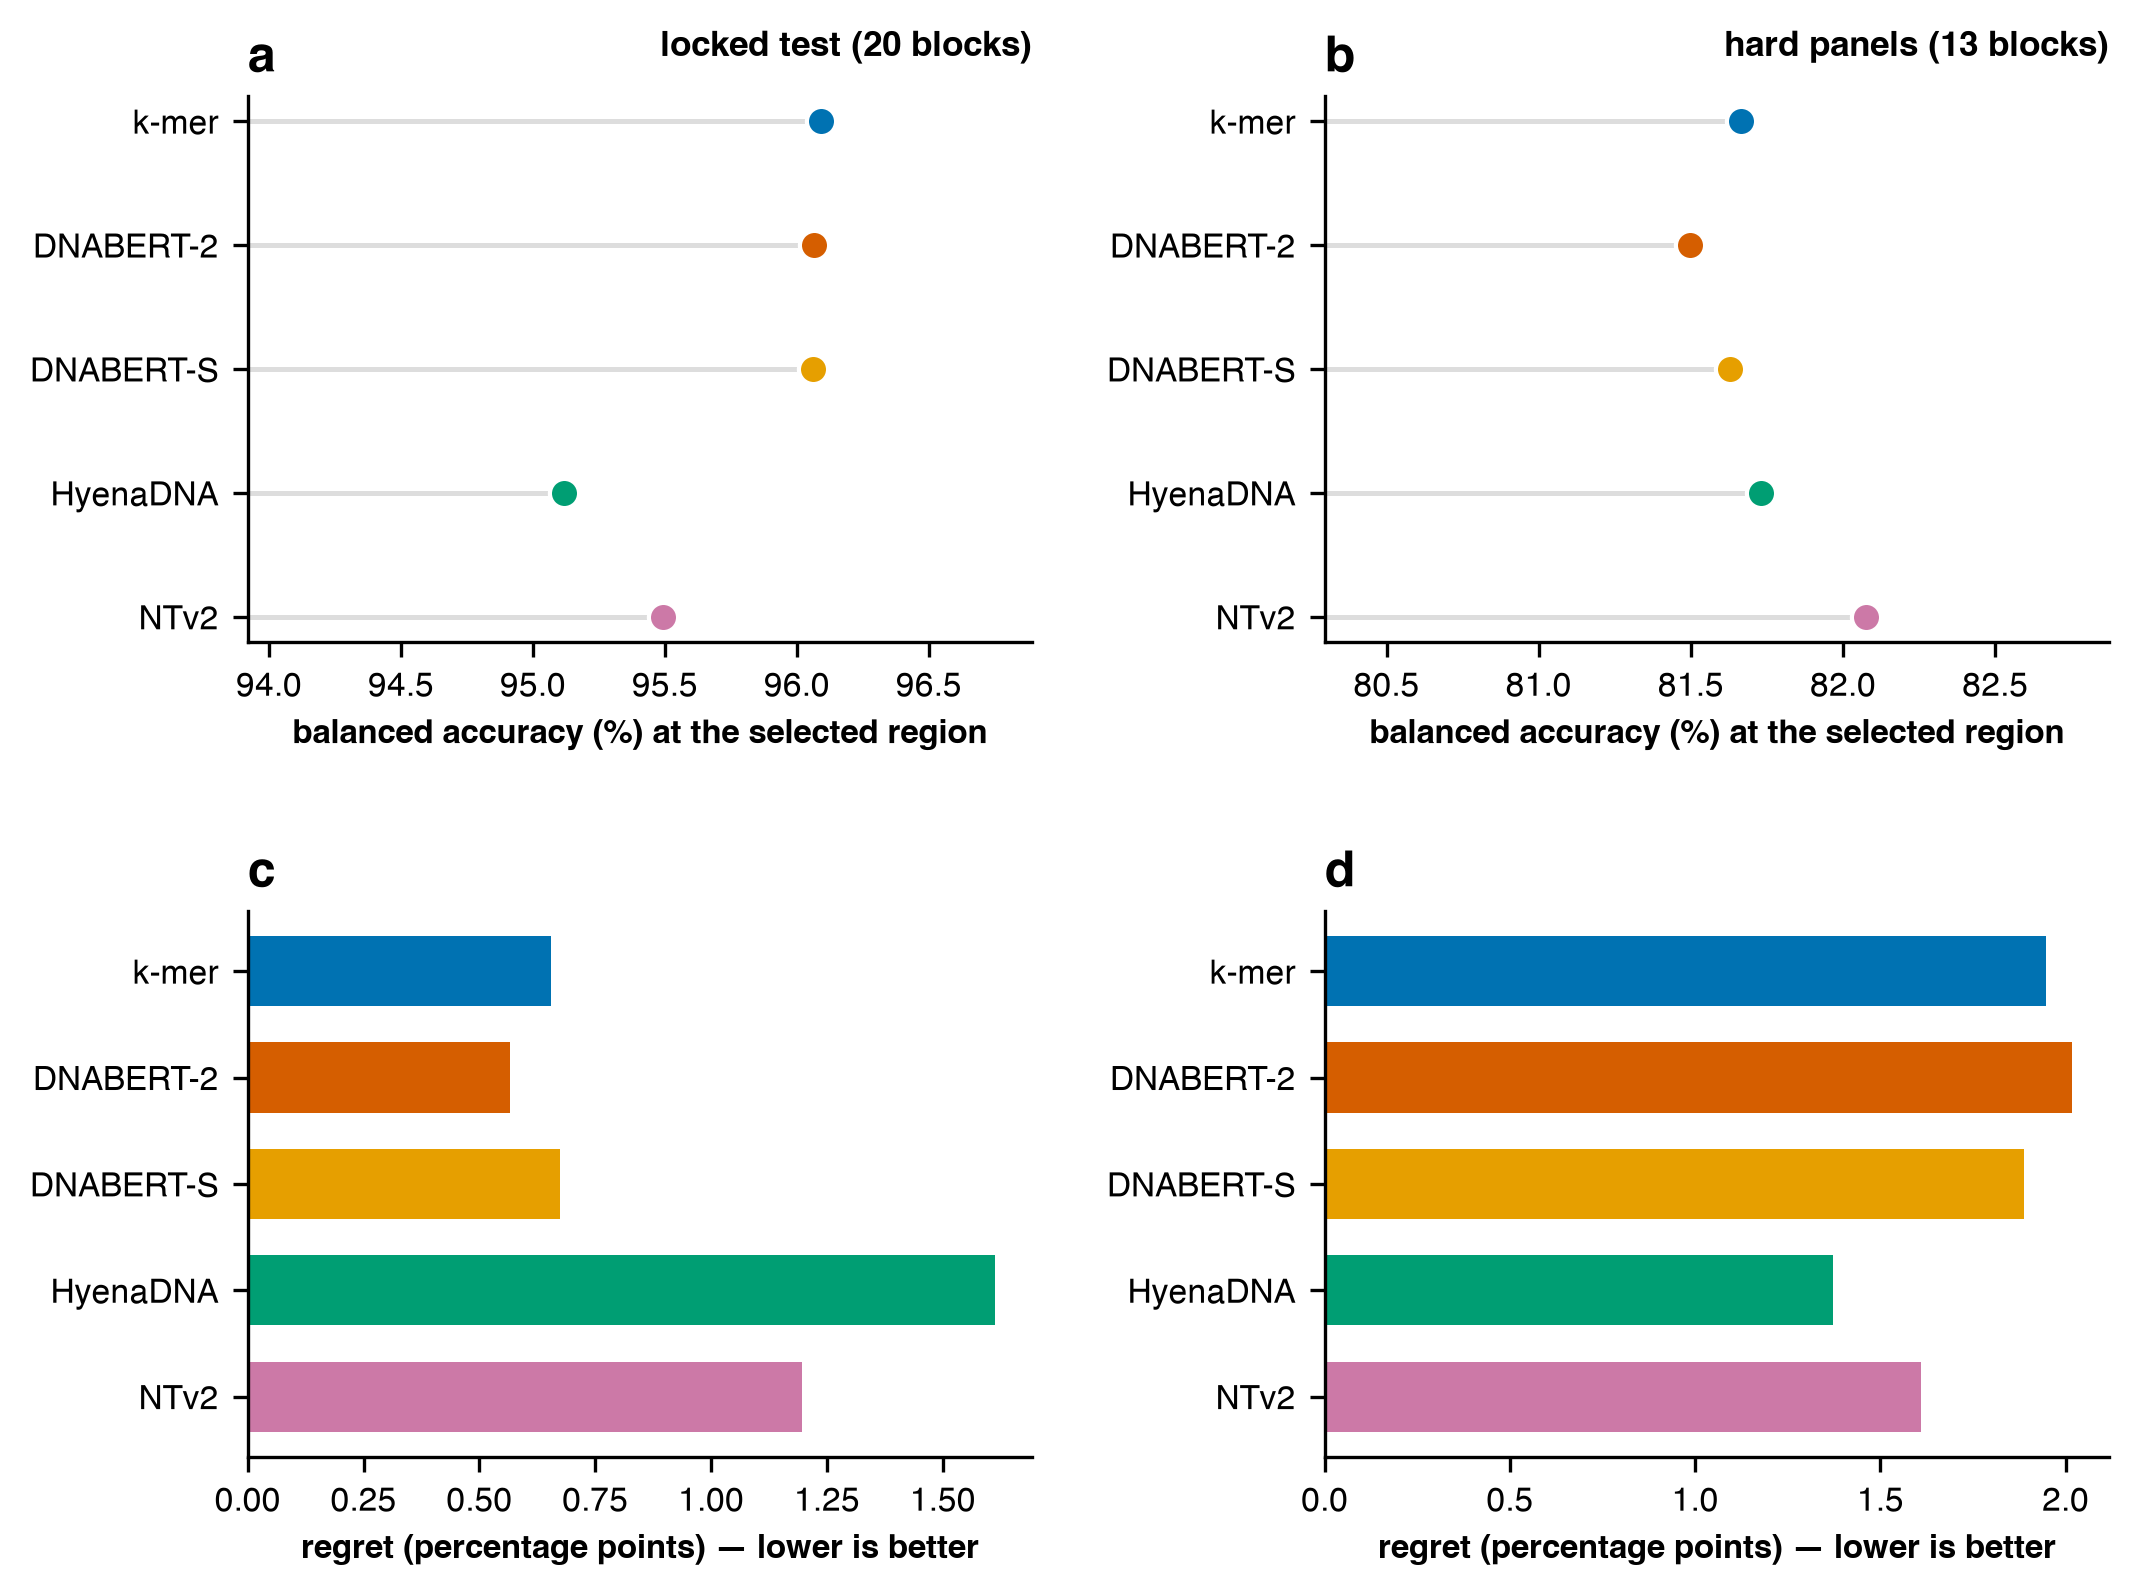 a
locked test (20 blocks)
k-mer
DNABERT-2
DNABERT-S
HyenaDNA
NTv2
94.0 94.5 95.0 95.5 96.0 96.5
balanced accuracy (%) at the selected region
b
hard panels (13 blocks)
k-mer
DNABERT-2
DNABERT-S
HyenaDNA
NTv2
80.5 81.0 81.5 82.0 82.5
balanced accuracy (%) at the selected region
c
k-mer
DNABERT-2
DNABERT-S
HyenaDNA
NTv2
0.00 0.25 0.50 0.75 1.00 1.25 1.50
regret (percentage points) — lower is better
d
k-mer
DNABERT-2
DNABERT-S
HyenaDNA
NTv2
0.0 0.5 1.0 1.5 2.0
regret (percentage points) — lower is better